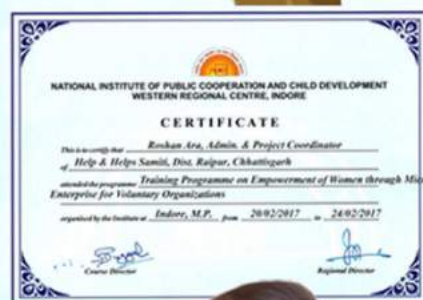 NATIONAL INSTITUTE OF PUBLIC COOPERATION AND CHILD DEVELOPMENT
WESTERN REGIONAL CENTRE, INDORE
CERTIFICATE
This is to certify that Roshan Ara, Admin. & Project Coordinator
of Help & Helps Samiti, Dist. Raipur, Chhattisgarh
attended the programme Training Programme on Empowerment of Women through Mic
Enterprise for Voluntary Organizations
organized by the Institute at Indore, M.P. from 20/02/2017 to 24/02/2017
Course Director Regional Director